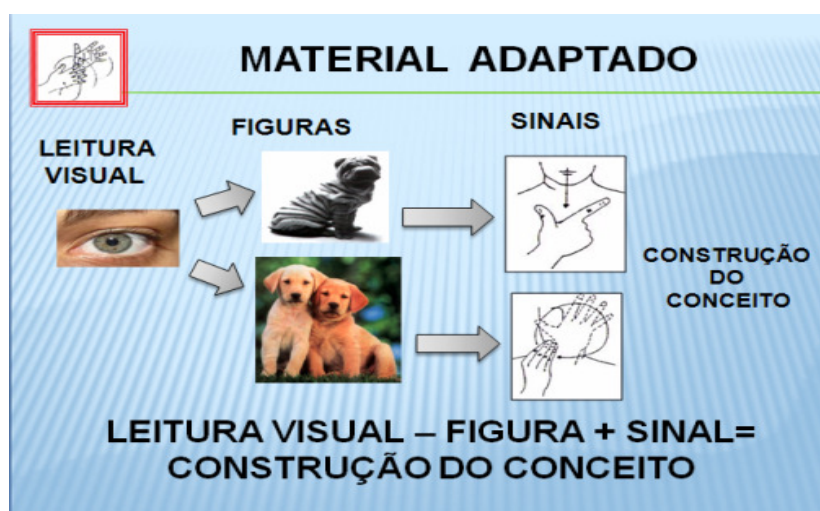 MATERIAL ADAPTADO
FIGURAS
SINAIS
LEITURA
VISUAL
CONSTRUÇÃO
DO
CONCEITO
LEITURA VISUAL – FIGURA + SINAL=
CONSTRUÇÃO DO CONCEITO